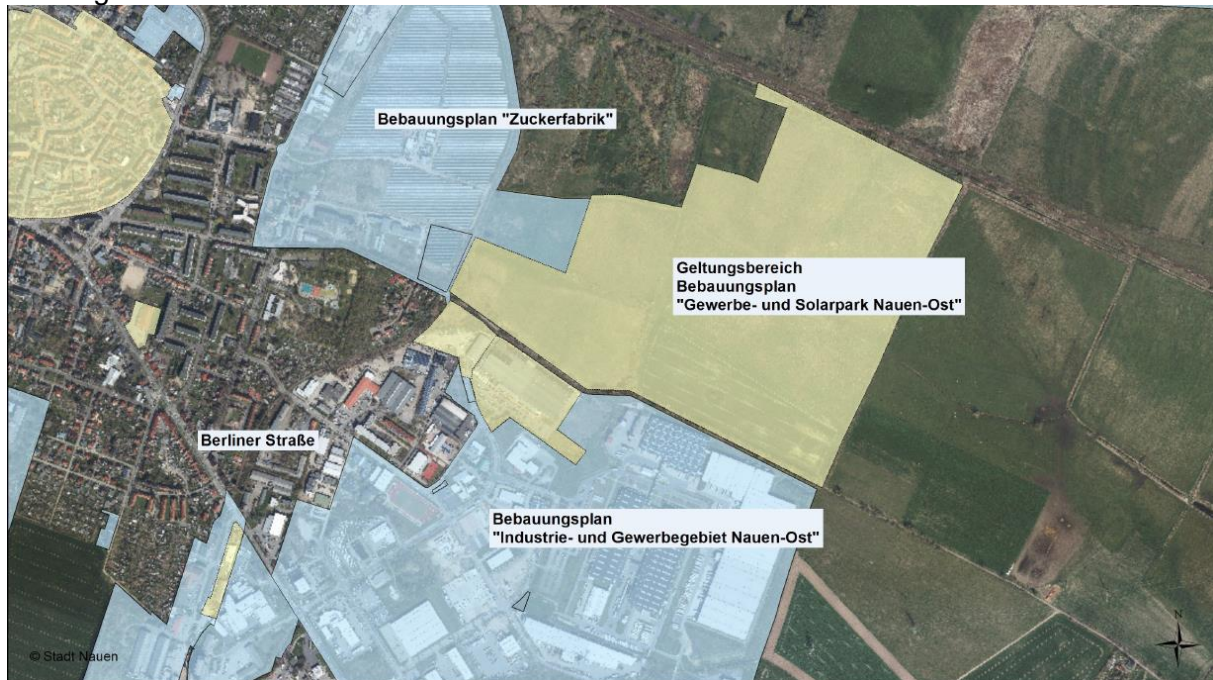 Bebauungsplan "Zuckerfabrik"
Geltungsbereich
Bebauungsplan
"Gewerbe- und Solarpark Nauen-Ost"
Berliner Straße
Bebauungsplan
"Industrie- und Gewerbegebiet Nauen-Ost"
N
© Stadt Nauen